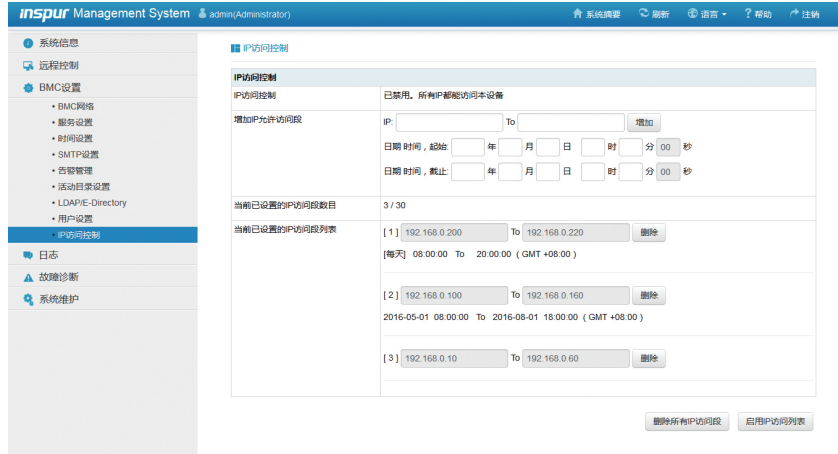 inspur Management System admin(Administrator) 系统摘要 刷新 语言 ? 帮助 注销
系统信息
远程控制
BMC设置
• BMC网络
• 服务设置
• 时间设置
• SMTP设置
• 告警管理
• 活动目录设置
• LDAP/E-Directory
• 用户设置
• IP访问控制
日志
故障诊断
系统维护
IP访问控制
IP访问控制
IP访问控制 已禁用。所有IP都能访问本设备
增加IP允许访问段 IP: To 增加
日期 时间，起始: 年 月 日 时 分 00 秒
日期 时间，截止: 年 月 日 时 分 00 秒
当前已设置的IP访问段数目 3 / 30
当前已设置的IP访问段列表 [ 1 ] 192.168.0.200 To 192.168.0.220 删除
[每天] 08:00:00 To 20:00:00 ( GMT +08:00 )
[ 2 ] 192.168.0.100 To 192.168.0.160 删除
2016-05-01 08:00:00 To 2016-08-01 18:00:00 ( GMT +08:00 )
[ 3 ] 192.168.0.10 To 192.168.0.60 删除
删除所有IP访问段 启用IP访问列表